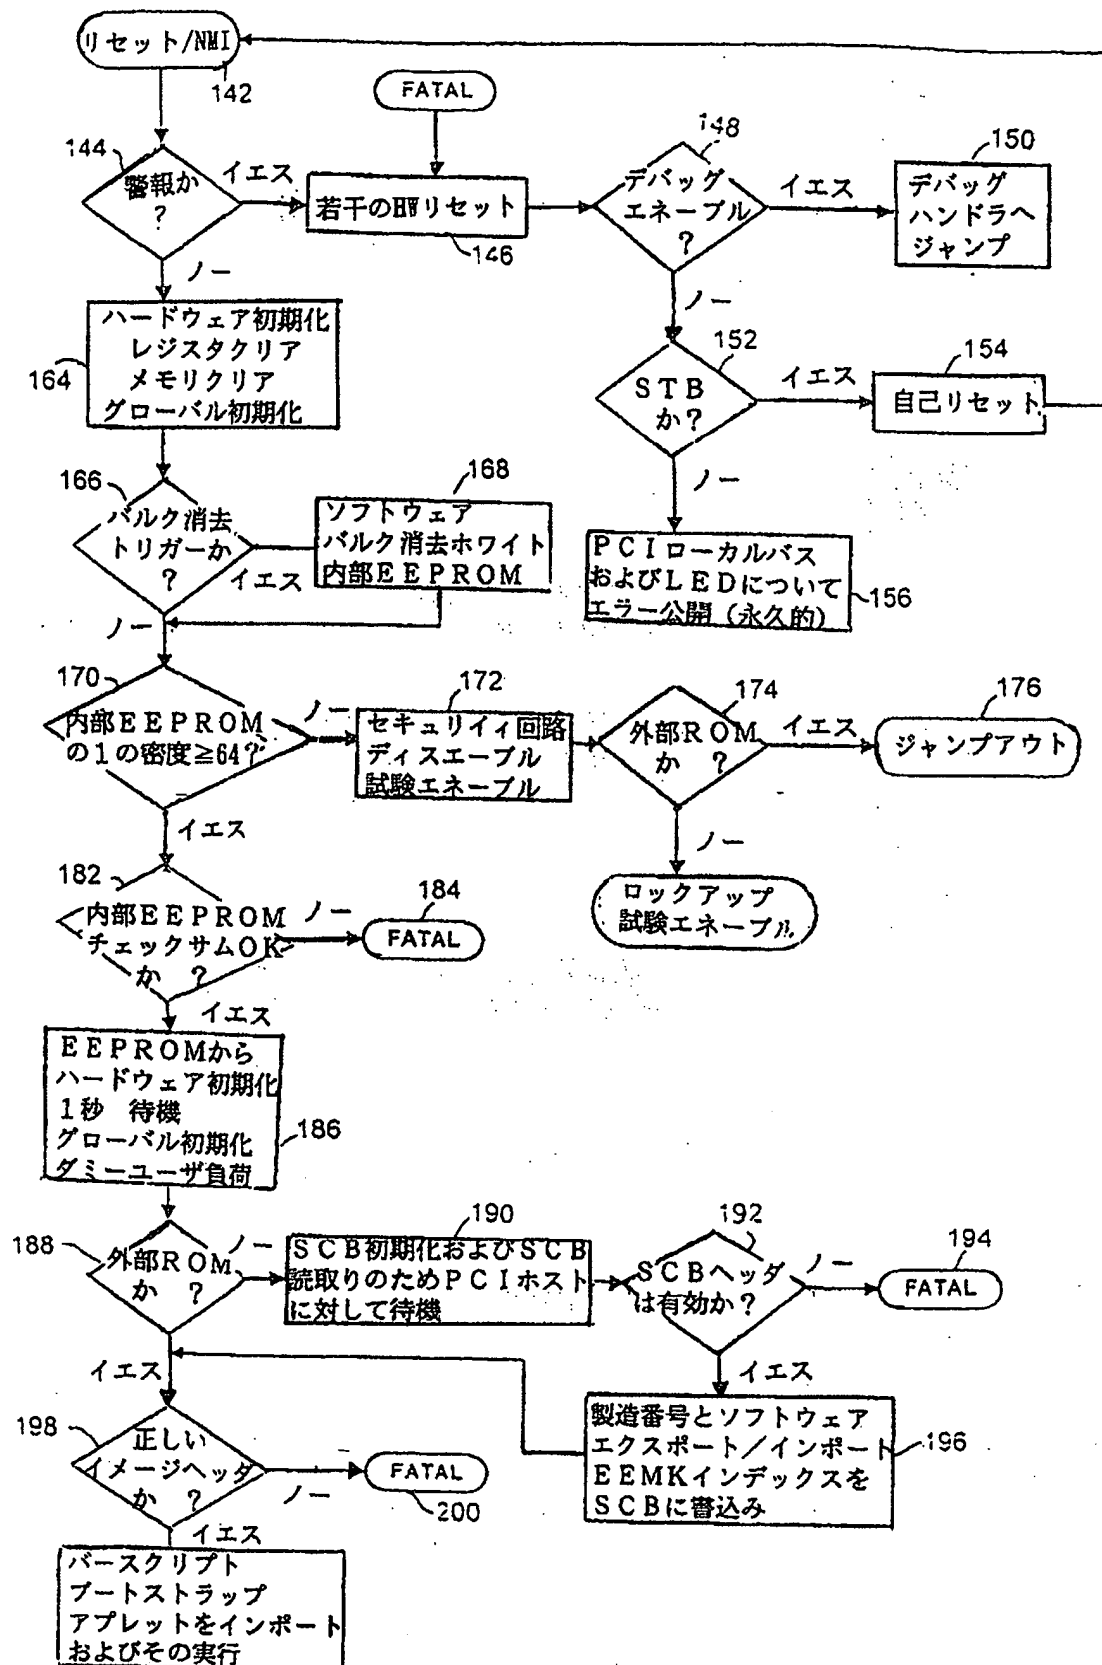 リセット/NMI
142
FATAL
144
警報か
?
イエス
若干のHWリセット
146
148
デバッグ
エネーブル
?
イエス
150
デバッグ
ハンドラへ
ジャンプ
ノー
ノー
ハードウェア初期化
レジスタクリア
メモリクリア
グローバル初期化
164
152
STB
か?
イエス
154
自己リセット
ノー
166
バルク消去
トリガーか
?
イエス
168
ソフトウェア
バルク消去ホワイト
内部EEPROM
PCIローカルバス
およびLEDについて
エラー公開(永久的)
156
ノー
170
内部EEPROM
の1の密度≧64?
ノー
172
セキュリイィ回路
ディスエーブル
試験エネーブル
174
外部ROM
か ?
イエス
176
ジャンプアウト
イエス
ノー
ロックアップ
試験エネーブル
182
内部EEPROM
チェックサムOK
か ?
ノー
184
FATAL
イエス
EEPROMから
ハードウェア初期化
1秒 待機
グローバル初期化
ダミーユーザ負荷
186
188
外部ROM
か ?
ノー
190
SCB初期化およびSCB
読取りのためPCIホスト
に対して待機
192
SCBヘッダ
は有効か?
ノー
194
FATAL
イエス
イエス
製造番号とソフトウェア
エクスポート/インポート
EEMKインデックスを
SCBに書込み
196
198
正しい
イメージヘッダ
か ?
ノー
FATAL
200
イエス
バースクリプト
ブートストラップ
アプレットをインポート
およびその実行